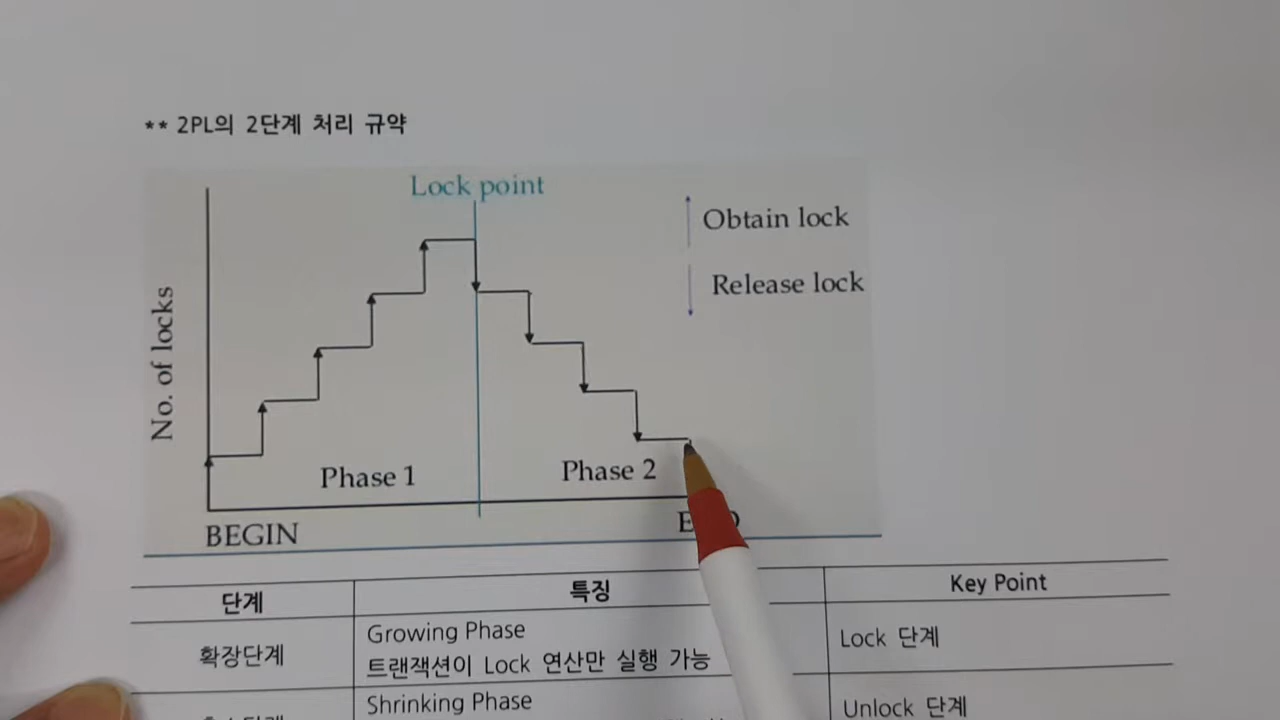 ** 2PL의 2단계 처리 규약
Lock point
Obtain lock
Release lock
No. of locks
Phase 1
Phase 2
BEGIN
단계
특징
Key Point
확장단계
Growing Phase
트랜잭션이 Lock 연산만 실행 가능
Lock 단계
Shrinking Phase
Unlock 단계